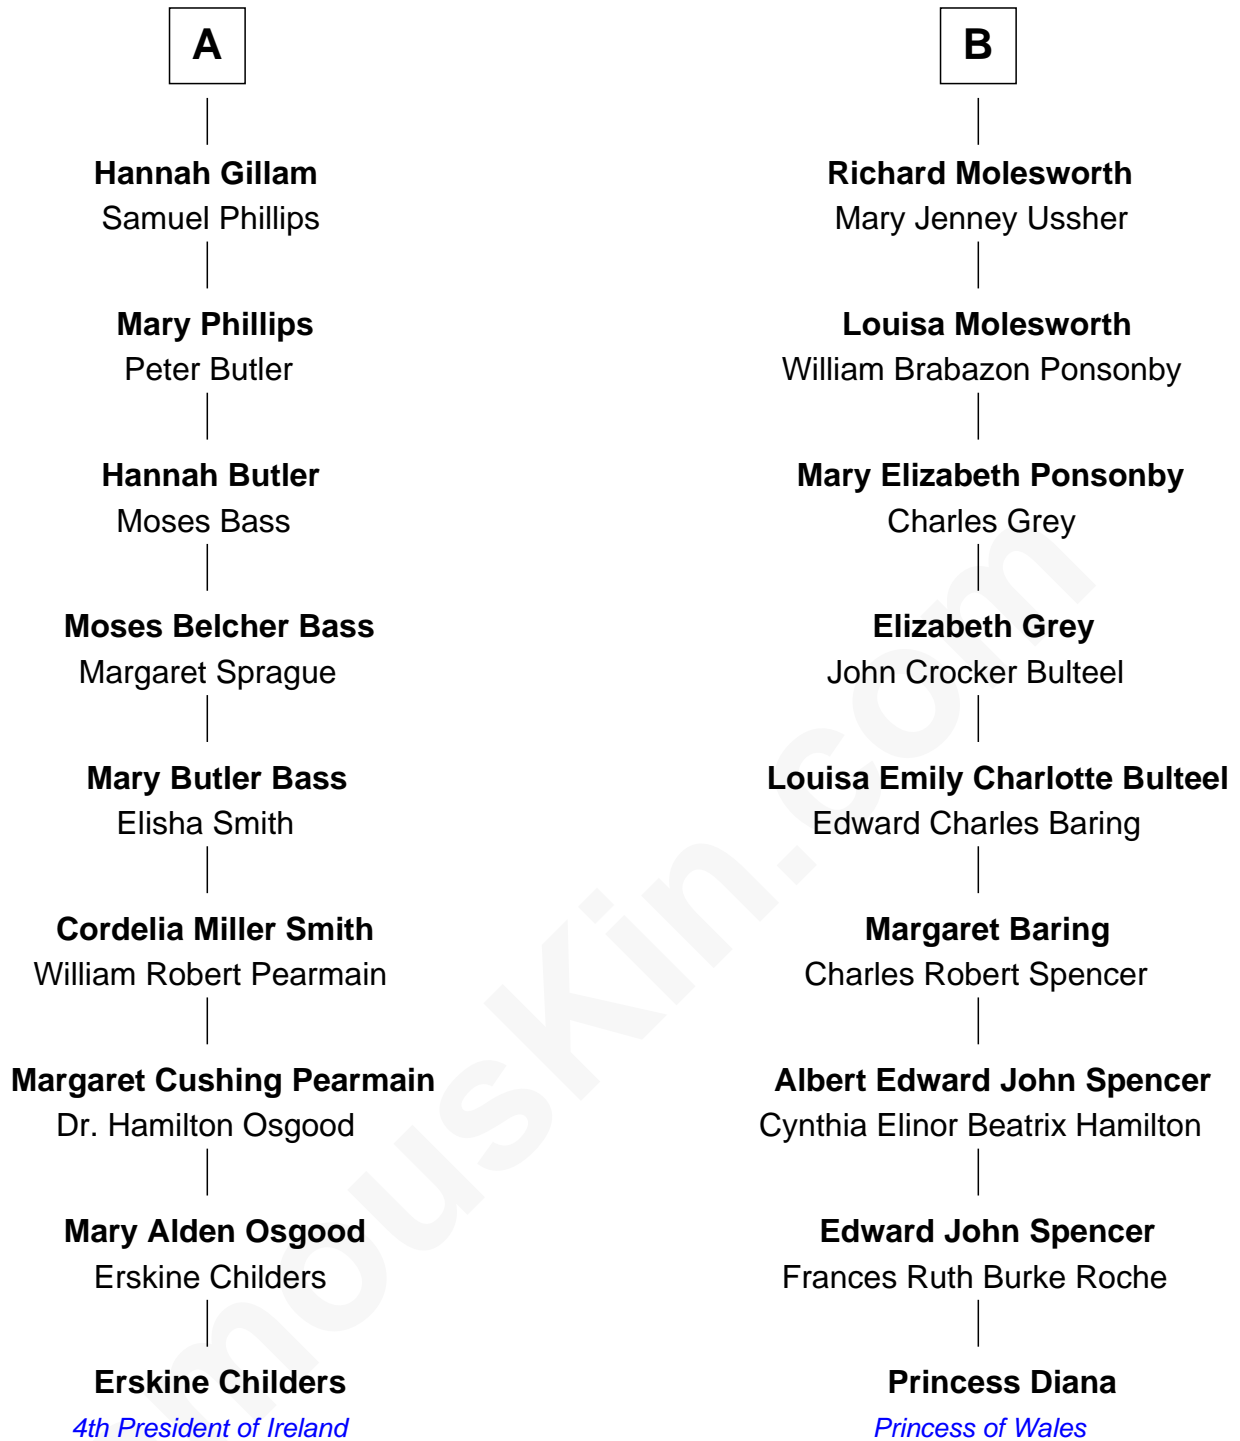 A
Hannah Gillam
Samuel Phillips
Mary Phillips
Peter Butler
Hannah Butler
Moses Bass
Moses Belcher Bass
Margaret Sprague
Mary Butler Bass
Elisha Smith
Cordelia Miller Smith
William Robert Pearmain
Margaret Cushing Pearmain
Dr. Hamilton Osgood
Mary Alden Osgood
Erskine Childers
Erskine Childers
4th President of Ireland
B
Richard Molesworth
Mary Jenney Ussher
Louisa Molesworth
William Brabazon Ponsonby
Mary Elizabeth Ponsonby
Charles Grey
Elizabeth Grey
John Crocker Bulteel
Louisa Emily Charlotte Bulteel
Edward Charles Baring
Margaret Baring
Charles Robert Spencer
Albert Edward John Spencer
Cynthia Elinor Beatrix Hamilton
Edward John Spencer
Frances Ruth Burke Roche
Princess Diana
Princess of Wales
mousKin.com